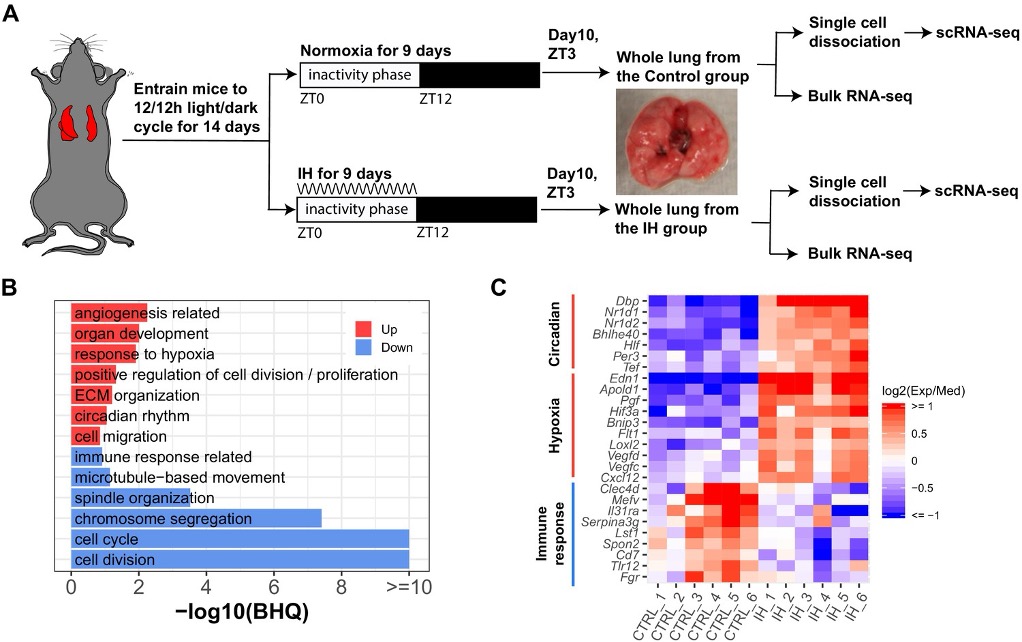 A
Entrain mice to
12/12h light/dark
cycle for 14 days
Normoxia for 9 days
inactivity phase
ZT0
ZT12
Day10,
ZT3
Whole lung from
the Control group
Single cell
dissociation
scRNA-seq
Bulk RNA-seq
IH for 9 days
inactivity phase
ZT0
ZT12
Day10,
ZT3
Whole lung from
the IH group
Single cell
dissociation
scRNA-seq
Bulk RNA-seq
B
angiogenesis related
organ development
response to hypoxia
positive regulation of cell division / proliferation
ECM organization
circadian rhythm
cell migration
immune response related
microtubule−based movement
spindle organization
chromosome segregation
cell cycle
cell division
Up
Down
0
2
4
6
8
>=10
−log10(BHQ)
C
Circadian
Hypoxia
Immune
response
Dbp
Nr1d1
Nr1d2
Bhlhe40
Hlf
Per3
Tef
Edn1
Apold1
Pgf
Hif3a
Bnip3
Flt1
Loxl2
Vegfd
Vegfc
Cxcl12
Clec4d
Mefv
Il31ra
Serpina3g
Lst1
Spon2
Cd7
Tlr12
Fgr
CTRL_1
CTRL_2
CTRL_3
CTRL_4
CTRL_5
CTRL_6
IH_1
IH_2
IH_3
IH_4
IH_5
IH_6
log2(Exp/Med)
>= 1
0.5
0
−0.5
<= −1